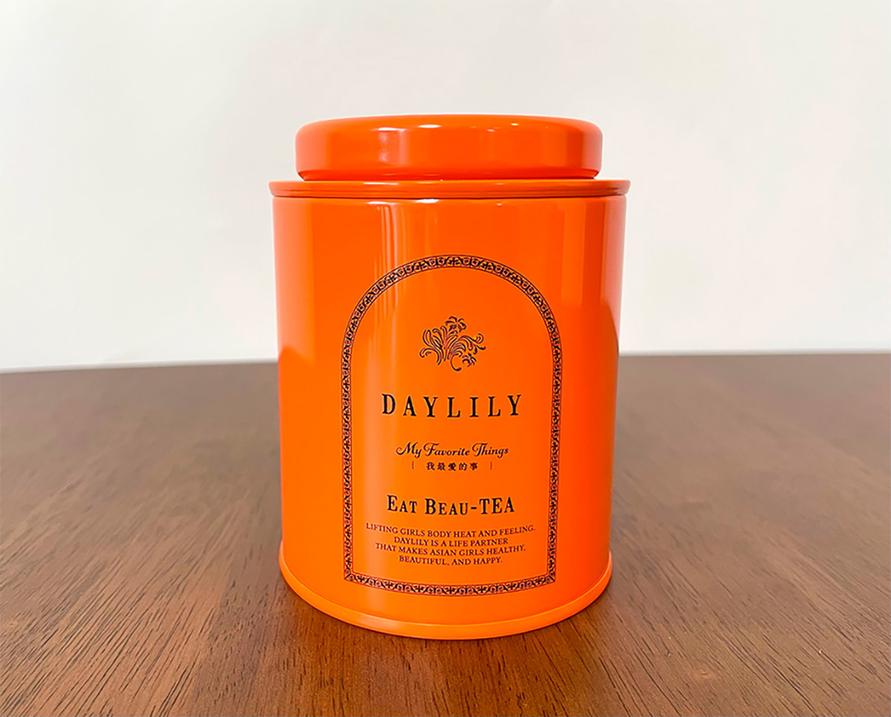 DAYLILY
My Favorite Things
| 我最愛的事 |
EAT BEAU-TEA
LIFTING GIRLS BODY HEAT AND FEELING.
DAYLILY IS A LIFE PARTNER
THAT MAKES ASIAN GIRLS HEALTHY,
BEAUTIFUL, AND HAPPY.